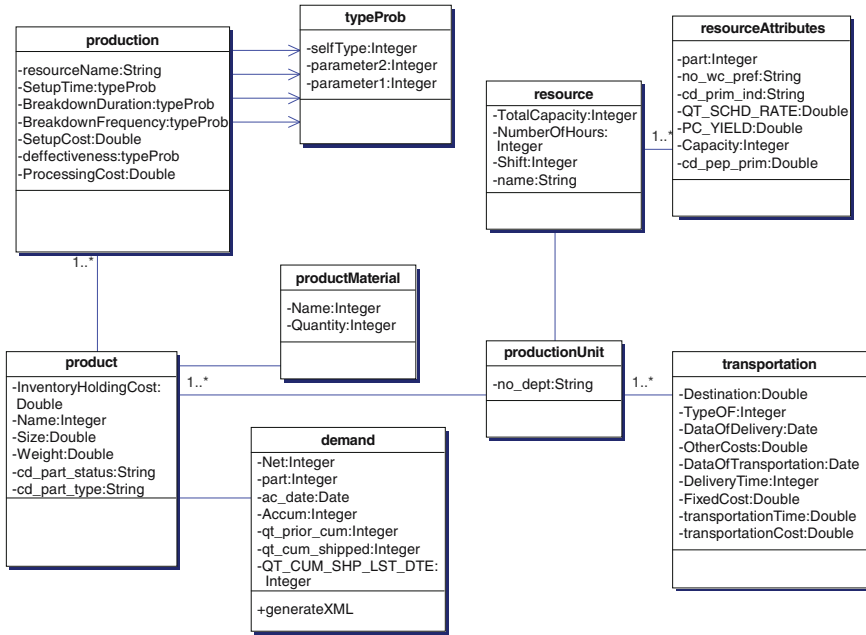 production
-resourceName:String
-SetupTime:typeProb
-BreakdownDuration:typeProb
-BreakdownFrequency:typeProb
-SetupCost:Double
-deffectiveness:typeProb
-ProcessingCost:Double
typeProb
-selfType:Integer
-parameter2:Integer
-parameter1:Integer
resource
-TotalCapacity:Integer
-NumberOfHours:
Integer
-Shift:Integer
-name:String
1..*
resourceAttributes
-part:Integer
-no_wc_pref:String
-cd_prim_ind:String
-QT_SCHD_RATE:Double
-PC_YIELD:Double
-Capacity:Integer
-cd_pep_prim:Double
1..*
productMaterial
-Name:Integer
-Quantity:Integer
product
-InventoryHoldingCost:
Double
-Name:Integer
-Size:Double
-Weight:Double
-cd_part_status:String
-cd_part_type:String
1..*
productionUnit
-no_dept:String
1..*
transportation
-Destination:Double
-TypeOF:Integer
-DataOfDelivery:Date
-OtherCosts:Double
-DataOfTransportation:Date
-DeliveryTime:Integer
-FixedCost:Double
-transportationTime:Double
-transportationCost:Double
demand
-Net:Integer
-part:Integer
-ac_date:Date
-Accum:Integer
-qt_prior_cum:Integer
-qt_cum_shipped:Integer
-QT_CUM_SHP_LST_DTE:
Integer
+generateXML